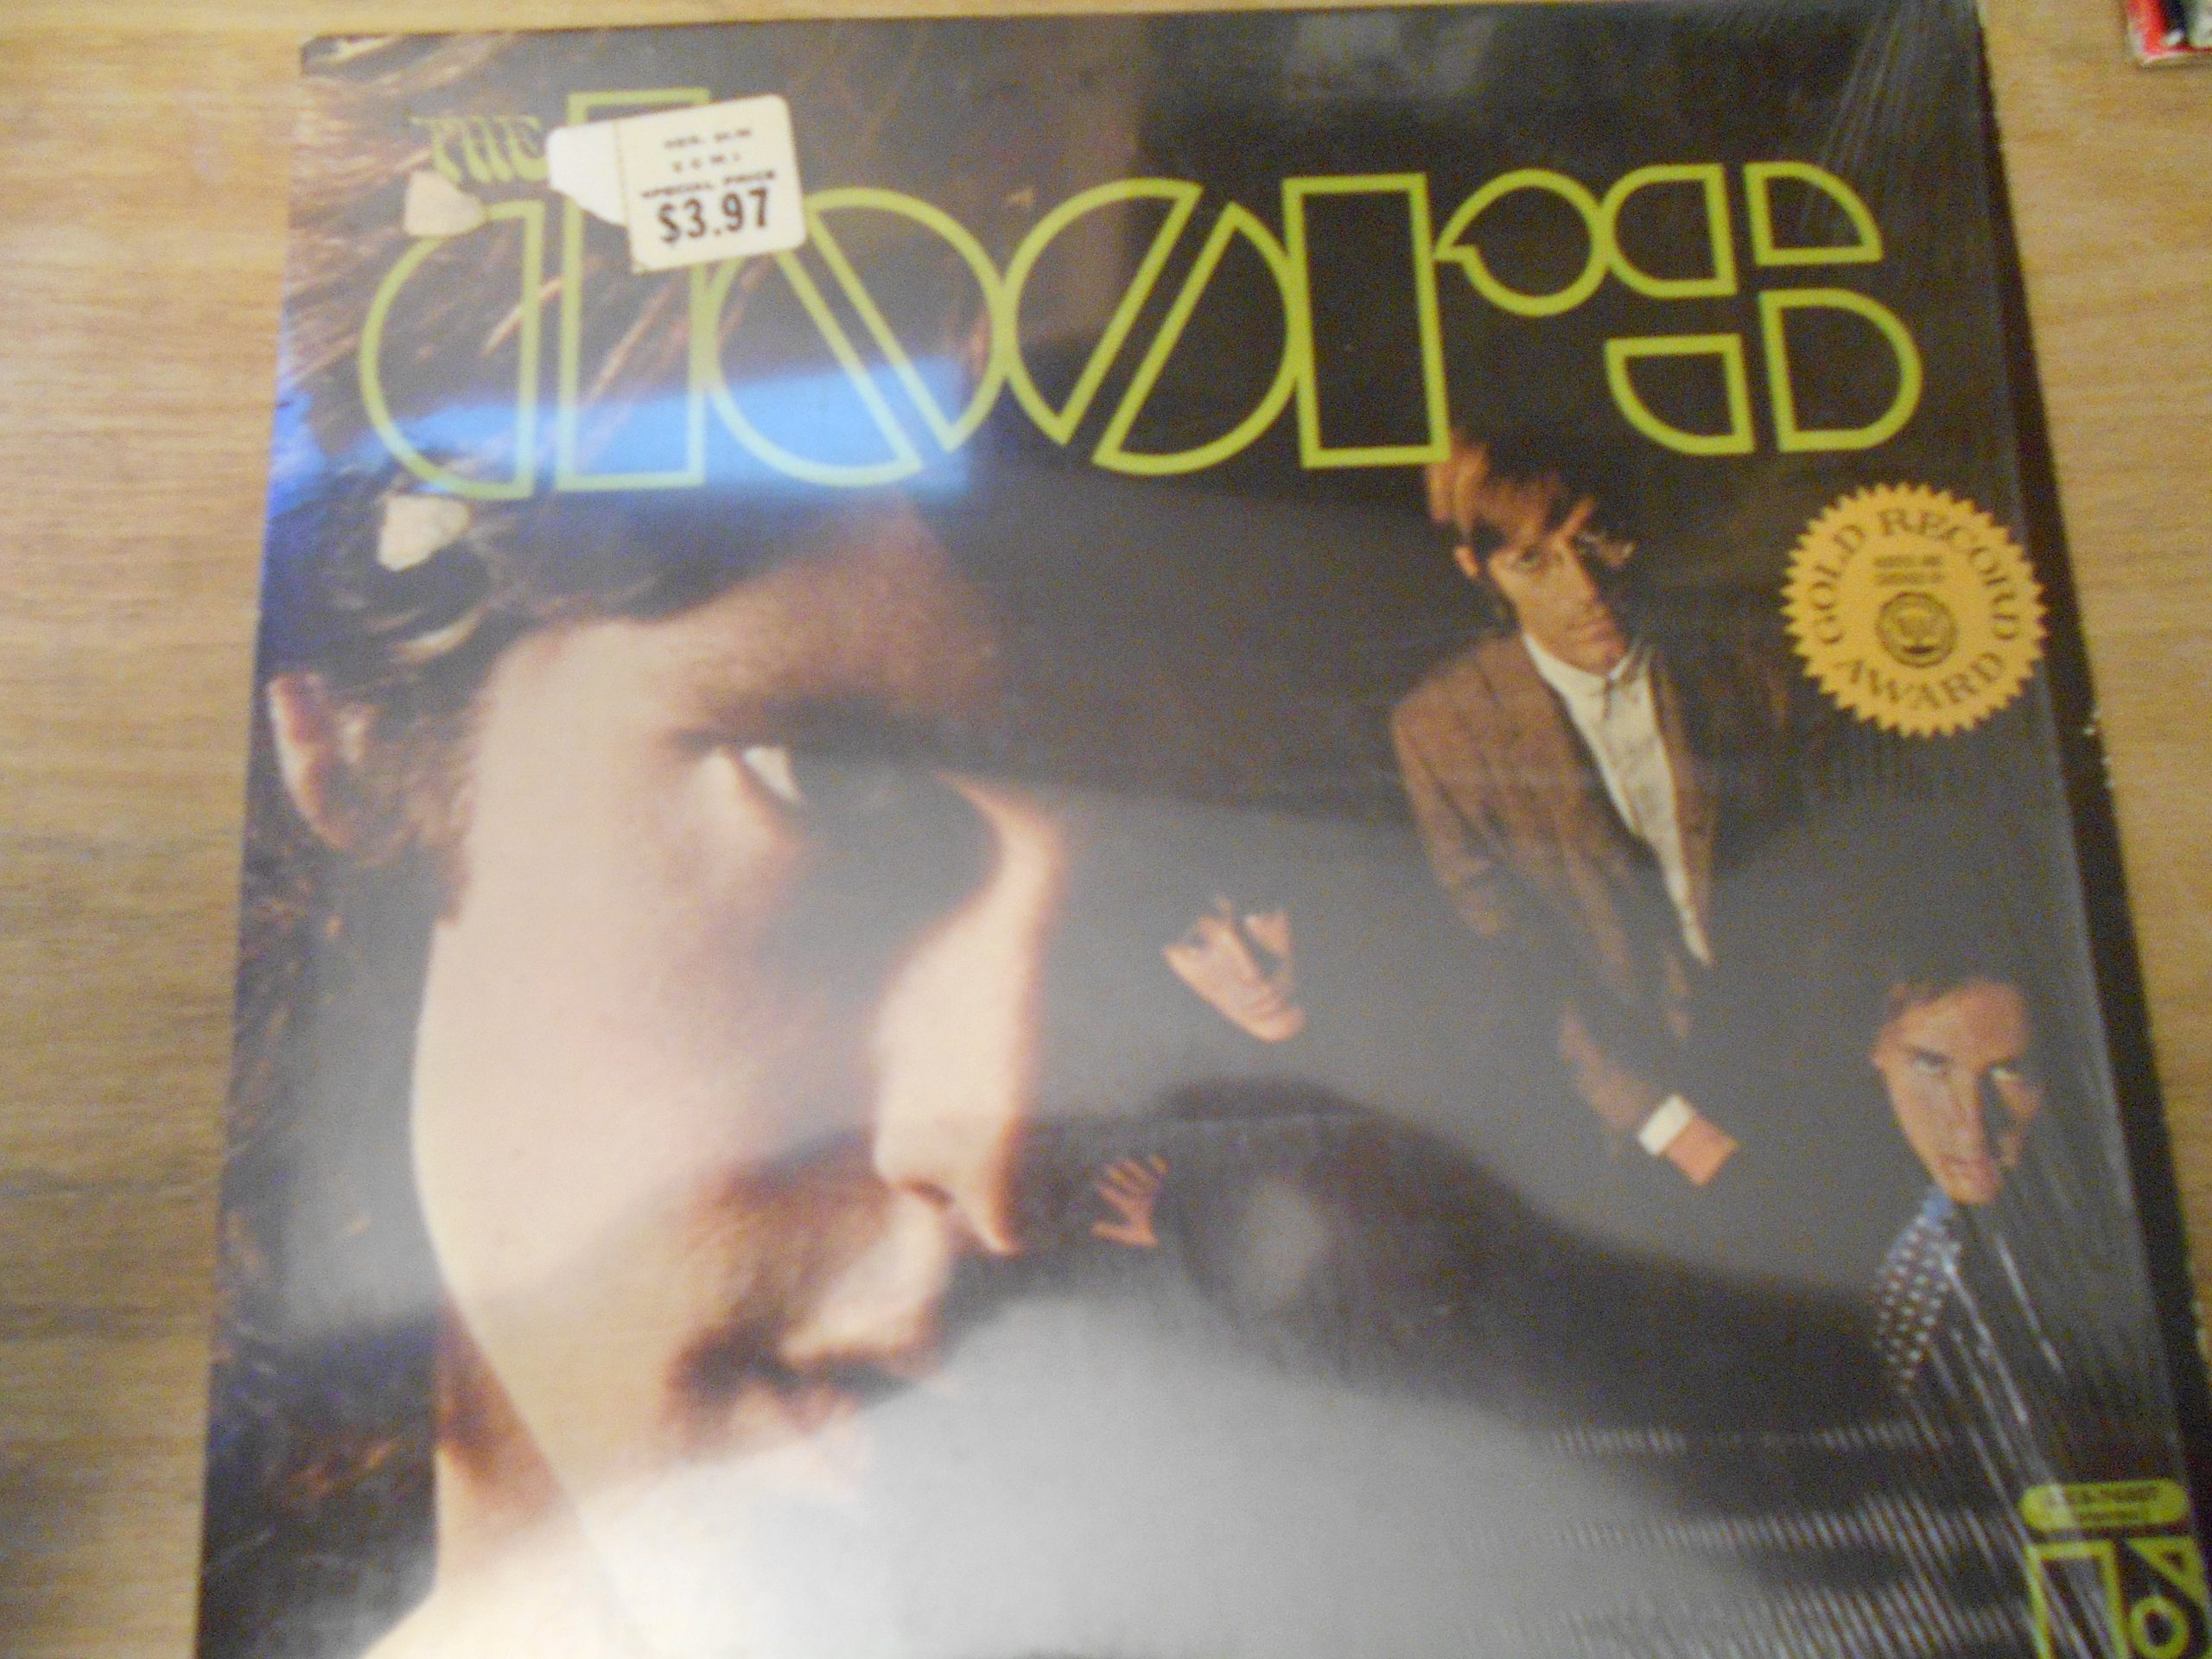 THE
doors
SPECIAL PRICE
$3.97
GOLD RECORD
AWARD